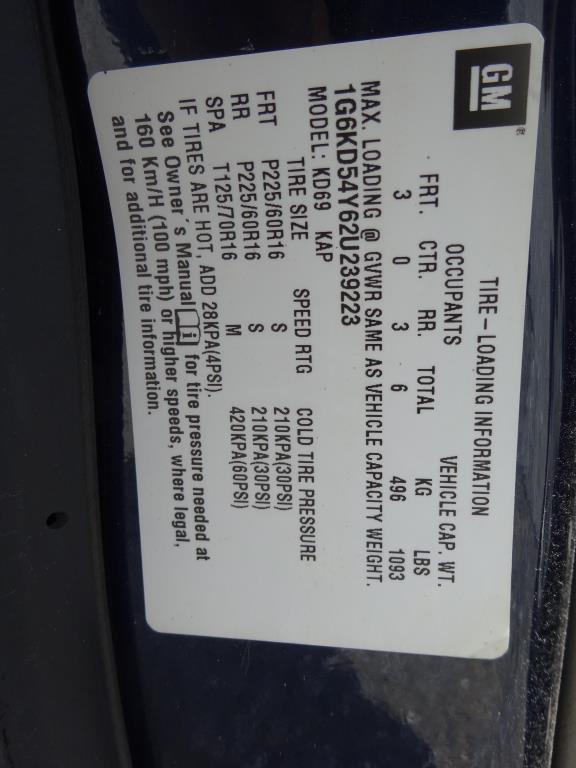 GM®
TIRE-LOADING INFORMATION
OCCUPANTS VEHICLE CAP. WT.
FRT. CTR. RR. TOTAL KG LBS
3 0 3 6 496 1093
MAX. LOADING @ GVWR SAME AS VEHICLE CAPACITY WEIGHT.
1G6KD54Y62U239223
MODEL: KD69 KAP
TIRE SIZE SPEED RTG COLD TIRE PRESSURE
FRT P225/60R16 S 210KPA(30PSI)
RR P225/60R16 S 210KPA(30PSI)
SPA T125/70R16 M 420KPA(60PSI)
IF TIRES ARE HOT, ADD 28KPA(4PSI).
See Owner´s Manual for tire pressure needed at
160 Km/H (100 mph) or higher speeds, where legal,
and for additional tire information.